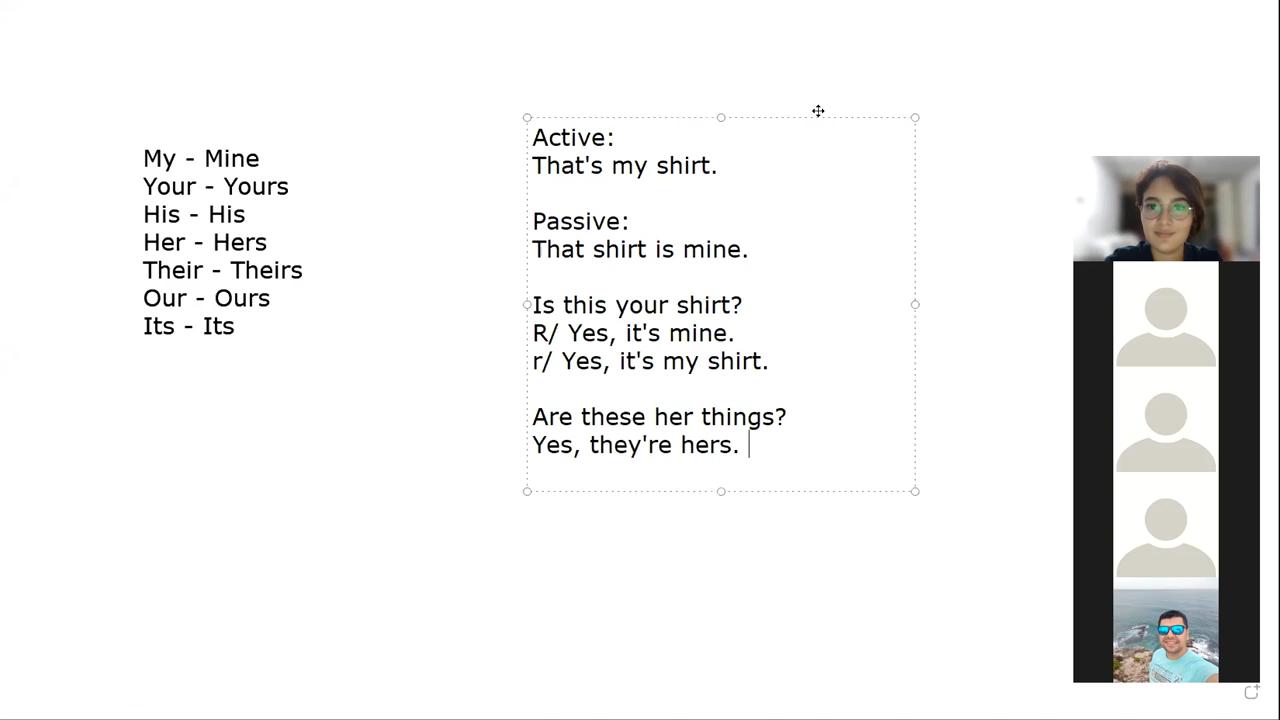 My - Mine
Your - Yours
His - His
Her - Hers
Their - Theirs
Our - Ours
Its - Its
Active:
That's my shirt.
Passive:
That shirt is mine.
Is this your shirt?
R/ Yes, it's mine.
r/ Yes, it's my shirt.
Are these her things?
Yes, they're hers.